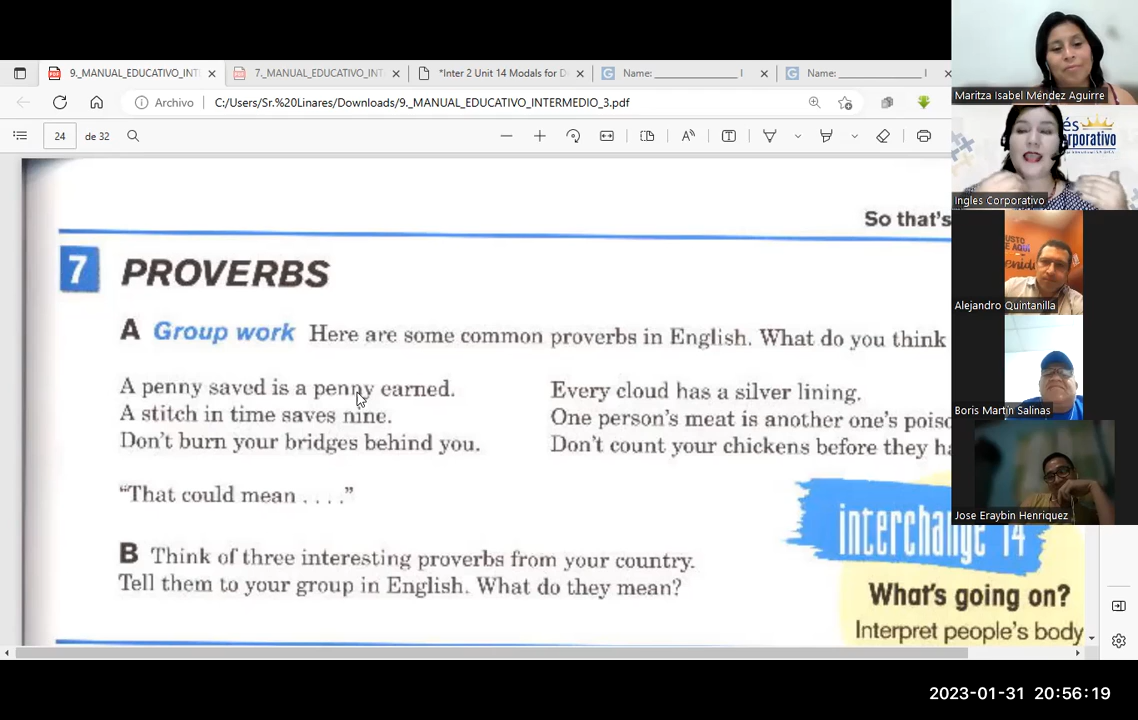 9._MANUAL_EDUCATIVO_INT
7._MANUAL_EDUCATIVO_INT
*Inter 2 Unit 14 Modals for D
Name: ____________ I
Name: ____________ I
Archivo
C:/Users/Sr.%20Linares/Downloads/9._MANUAL_EDUCATIVO_INTERMEDIO_3.pdf
24 de 32
So that's
7 PROVERBS
A Group work Here are some common proverbs in English. What do you think
A penny saved is a penny earned.
A stitch in time saves nine.
Don't burn your bridges behind you.
Every cloud has a silver lining.
One person's meat is another one's poiso
Don't count your chickens before they ha
"That could mean . . . ."
B Think of three interesting proverbs from your country.
Tell them to your group in English. What do they mean?
interchange 14
What's going on?
Interpret people's body
Maritza Isabel Méndez Aguirre
és
rporativo
Ingles Corporativo
Alejandro Quintanilla
Boris Martin Salinas
Jose Eraybin Henriquez
2023-01-31 20:56:19